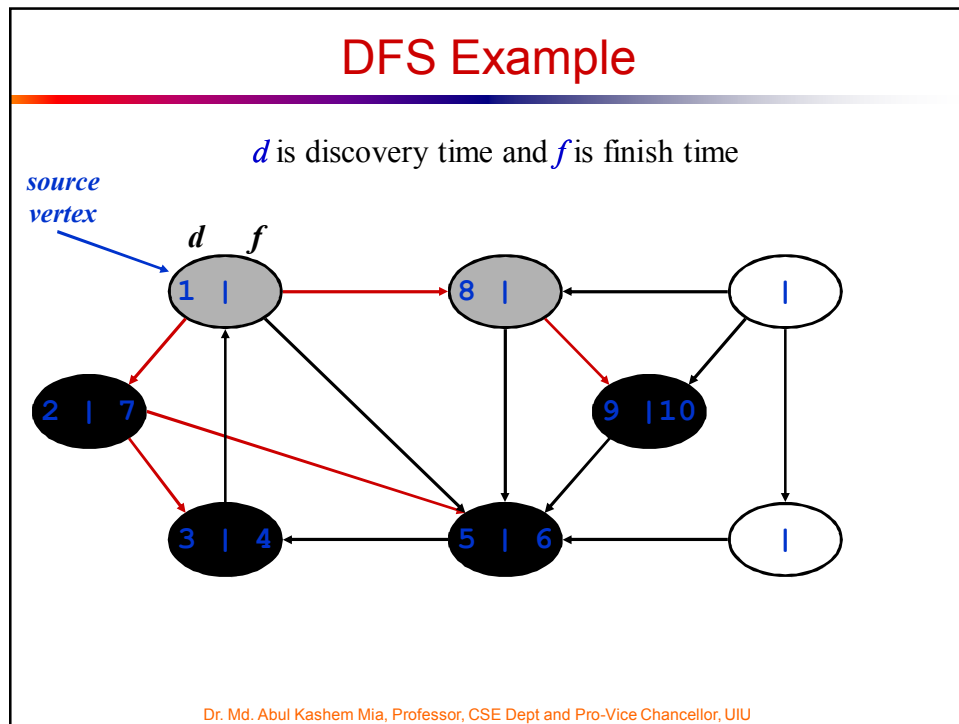 DFS Example
d is discovery time and f is finish time
source
vertex
d f
1 |
8 |
|
2 | 7
9 |10
3 | 4
5 | 6
|
Dr. Md. Abul Kashem Mia, Professor, CSE Dept and Pro-Vice Chancellor, UIU